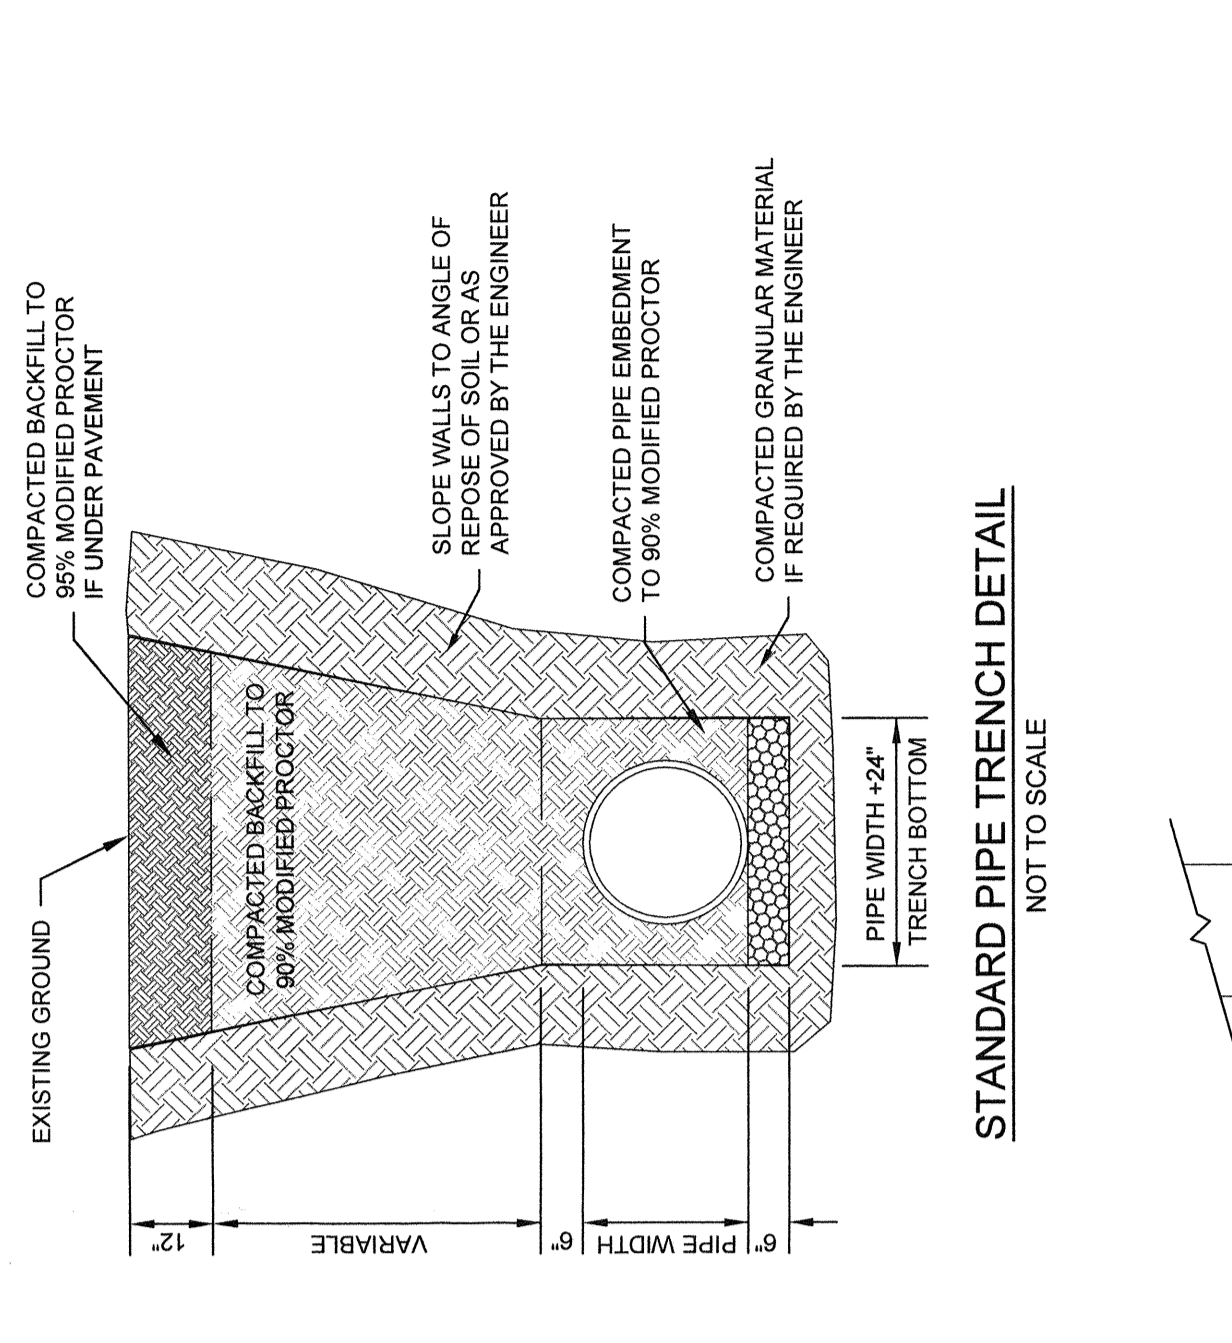 EXISTING GROUND
COMPACTED BACKFILL TO
95% MODIFIED PROCTOR
IF UNDER PAVEMENT
COMPACTED BACKFILL TO
90% MODIFIED PROCTOR
SLOPE WALLS TO ANGLE OF
REPOSE OF SOIL OR AS
APPROVED BY THE ENGINEER
COMPACTED PIPE EMBEDMENT
TO 90% MODIFIED PROCTOR
COMPACTED GRANULAR MATERIAL
IF REQUIRED BY THE ENGINEER
12"
VARIABLE
6"
PIPE WIDTH
6"
PIPE WIDTH +24"
TRENCH BOTTOM
STANDARD PIPE TRENCH DETAIL
NOT TO SCALE